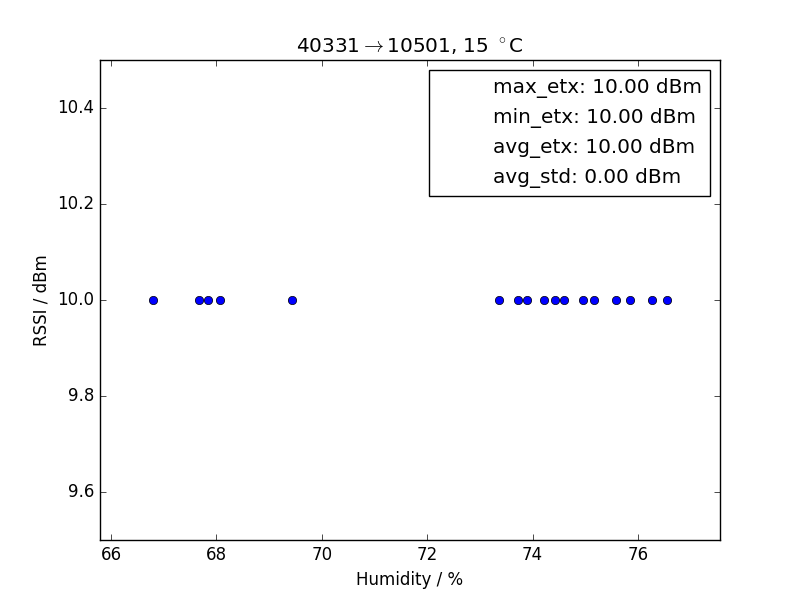 40331→10501, 15 °C
max_etx: 10.00 dBm
min_etx: 10.00 dBm
avg_etx: 10.00 dBm
avg_std: 0.00 dBm
10.4
10.2
10.0
9.8
9.6
RSSI / dBm
66 68 70 72 74 76
Humidity / %